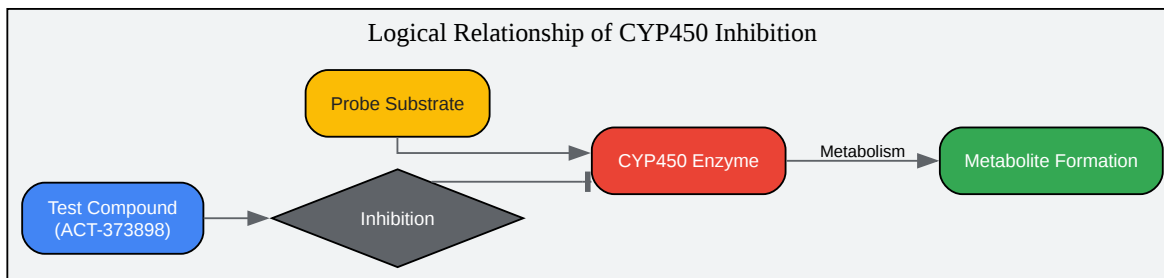 Logical Relationship of CYP450 Inhibition
Probe Substrate
CYP450 Enzyme
Metabolism
Metabolite Formation
Test Compound
(ACT-373898)
Inhibition